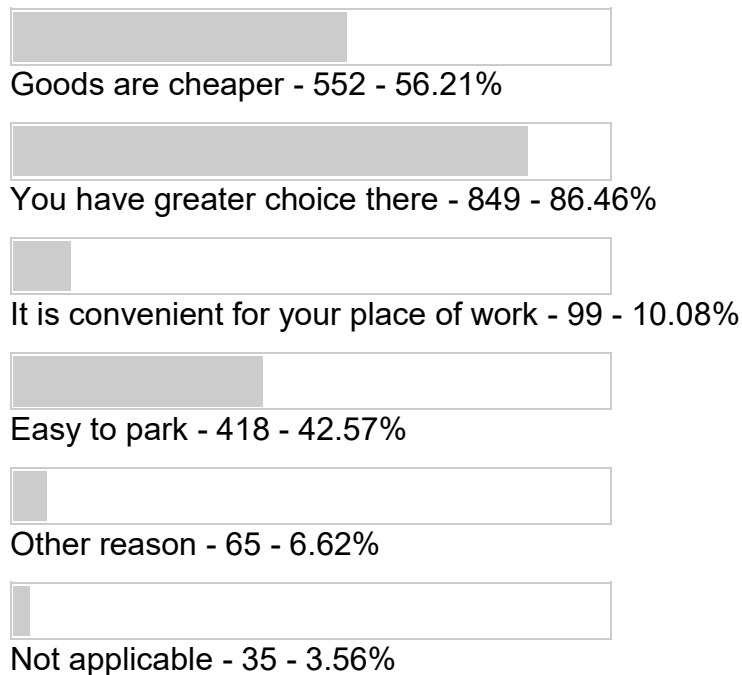 Goods are cheaper - 552 - 56.21%
You have greater choice there - 849 - 86.46%
It is convenient for your place of work - 99 - 10.08%
Easy to park - 418 - 42.57%
Other reason - 65 - 6.62%
Not applicable - 35 - 3.56%